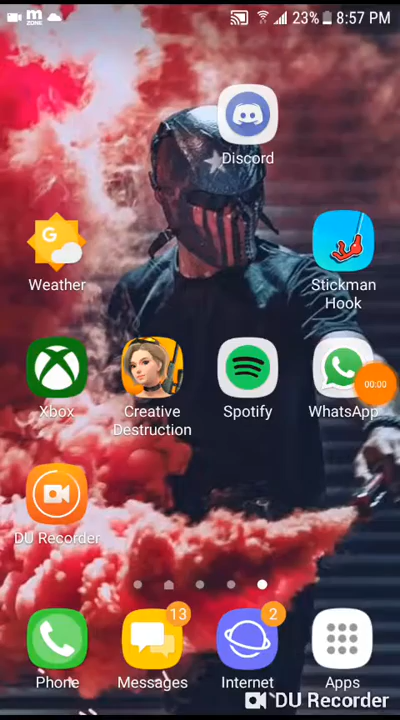 m
ZONE
23% 8:57 PM
Discord
G
Weather
Stickman
Hook
Xbox
Creative
Destruction
Spotify
WhatsApp
00:00
DU Recorder
13
2
Phone
Messages
Internet
Apps
DU Recorder